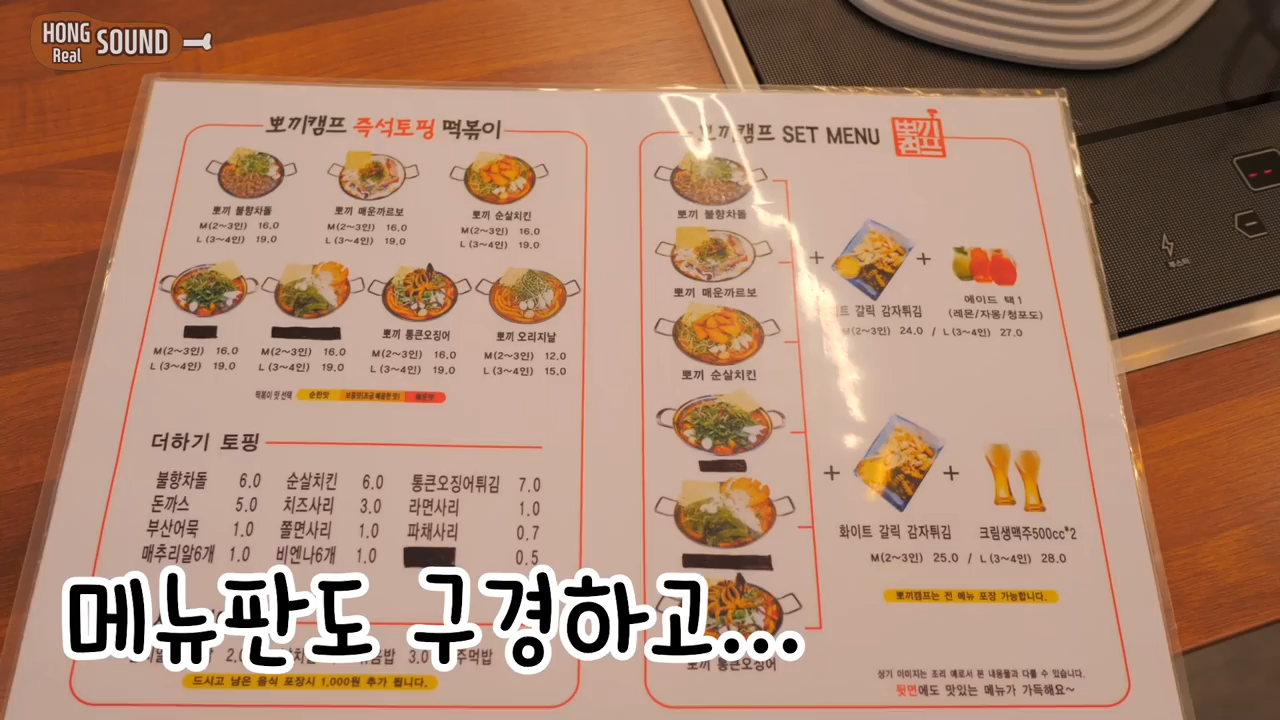 HONG
Real SOUND
뽀끼캠프 즉석토핑 떡볶이
뽀끼 불향차돌
M(2~3인) 16.0
L(3~4인) 19.0
뽀끼 매운까르보
M(2~3인) 16.0
L(3~4인) 19.0
뽀끼 순살치킨
M(2~3인) 16.0
L(3~4인) 19.0
M(2~3인) 16.0
L(3~4인) 19.0
M(2~3인) 16.0
L(3~4인) 19.0
뽀끼 통큰오징어
M(2~3인) 16.0
L(3~4인) 19.0
뽀끼 오리지날
M(2~3인) 12.0
L(3~4인) 15.0
떡볶이 맛 선택 순한맛 보통맛(조금 매콤한 맛) 매운맛
더하기 토핑
불향차돌 6.0 순살치킨 6.0 통큰오징어튀김 7.0
돈까스 5.0 치즈사리 3.0 라면사리 1.0
부산어묵 1.0 쫄면사리 1.0 파채사리 0.7
매추리알6개 1.0 비엔나6개 1.0 0.5
3.0
드시고 남은 음식 포장시 1,000원 추가 됩니다.
뽀끼캠프 SET MENU
뽀끼캠프
뽀끼 불향차돌
뽀끼 매운까르보
뽀끼 순살치킨
뽀끼 통큰오징어
+ +
갈릭 감자튀김
에이드 택1
(레몬/자몽/청포도)
M(2~3인) 24.0 / L(3~4인) 27.0
+ +
화이트 갈릭 감자튀김 크림생맥주500cc*2
M(2~3인) 25.0 / L(3~4인) 28.0
뽀끼캠프는 전 메뉴 포장 가능합니다.
상기 이미지는 조리 예로서 본 내용물과 다를 수 있습니다.
뒷면에도 맛있는 메뉴가 가득해요~
부스터
메뉴판도 구경하고...